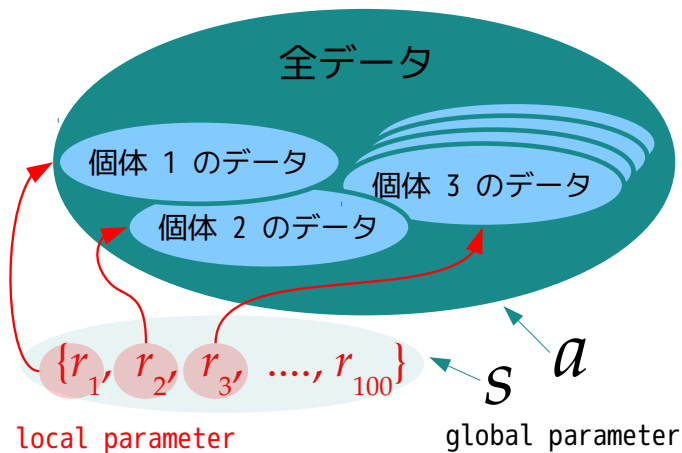 全データ
個体 1 のデータ
個体 3 のデータ
個体 2 のデータ
{r1, r2, r3, ...., r100}
s
a
local parameter
global parameter